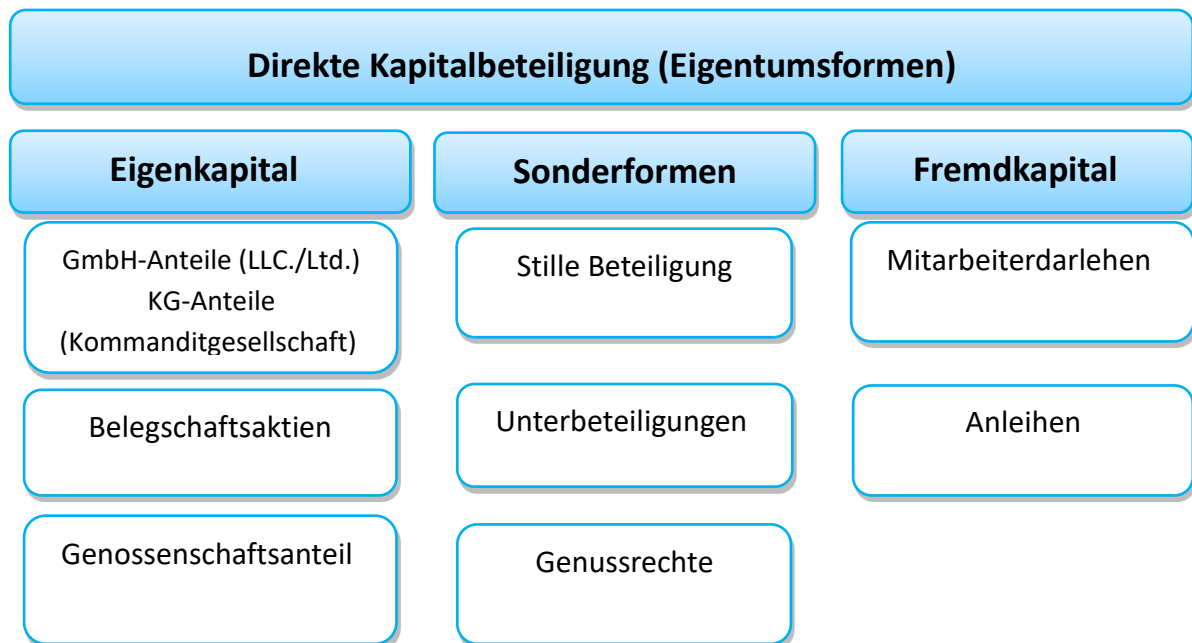 Direkte Kapitalbeteiligung (Eigentumsformen)
Eigenkapital
Sonderformen
Fremdkapital
GmbH-Anteile (LLC./Ltd.)
KG-Anteile
(Kommanditgesellschaft)
Stille Beteiligung
Mitarbeiterdarlehen
Belegschaftsaktien
Unterbeteiligungen
Anleihen
Genossenschaftsanteil
Genussrechte